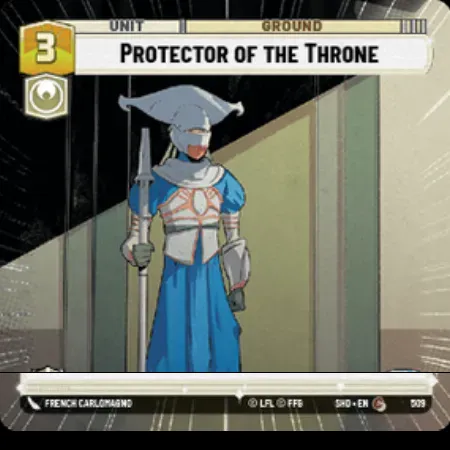 UNIT
GROUND
3
PROTECTOR OF THE THRONE
FRENCH CARLOMAGNO
© LFL © FFG
SHD • EN
509